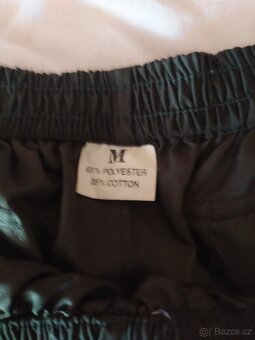 M
65% POLYESTER
35% COTTON
Bazos.cz